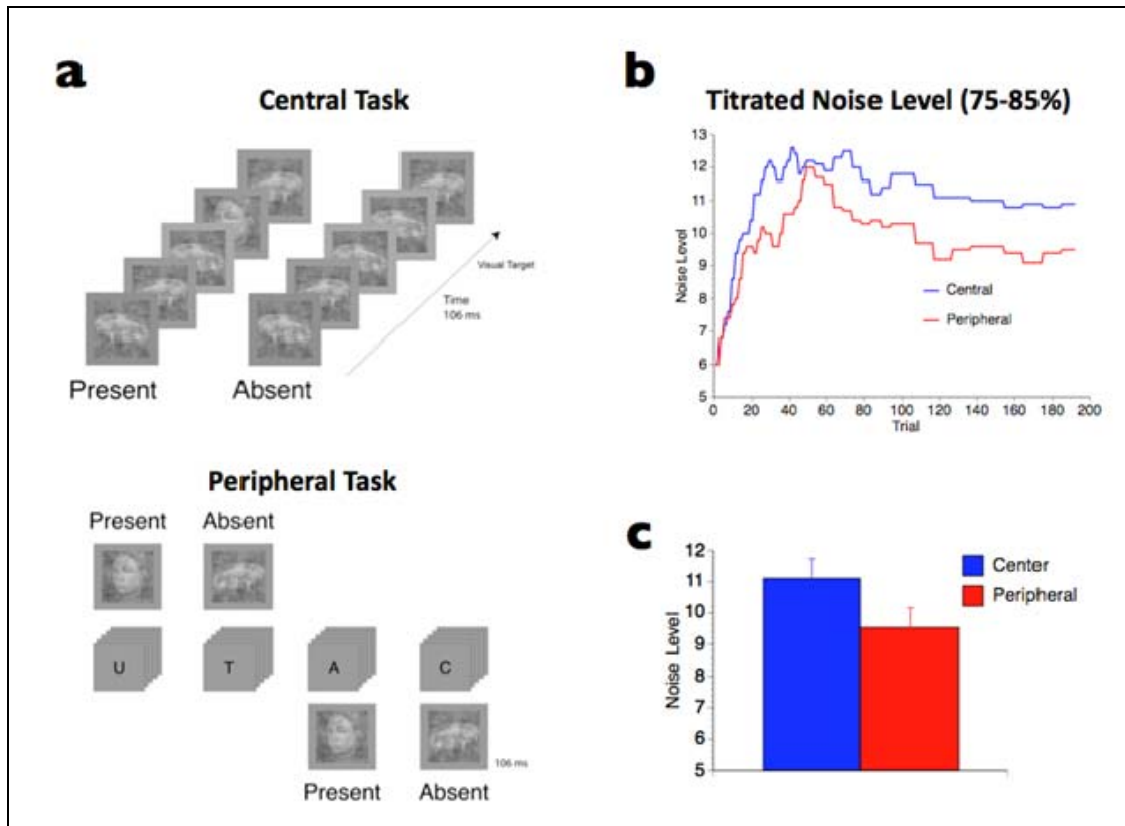 a
Central Task
Visual Target
Time
106 ms
Present
Absent
Peripheral Task
Present
Absent
U
T
A
C
106 ms
Present
Absent
b
Titrated Noise Level (75-85%)
13
12
11
10
9
8
7
6
5
Noise Level
Central
Peripheral
0 20 40 60 80 100 120 140 160 180 200
Trial
c
12
11
10
9
8
7
6
5
Noise Level
Center
Peripheral